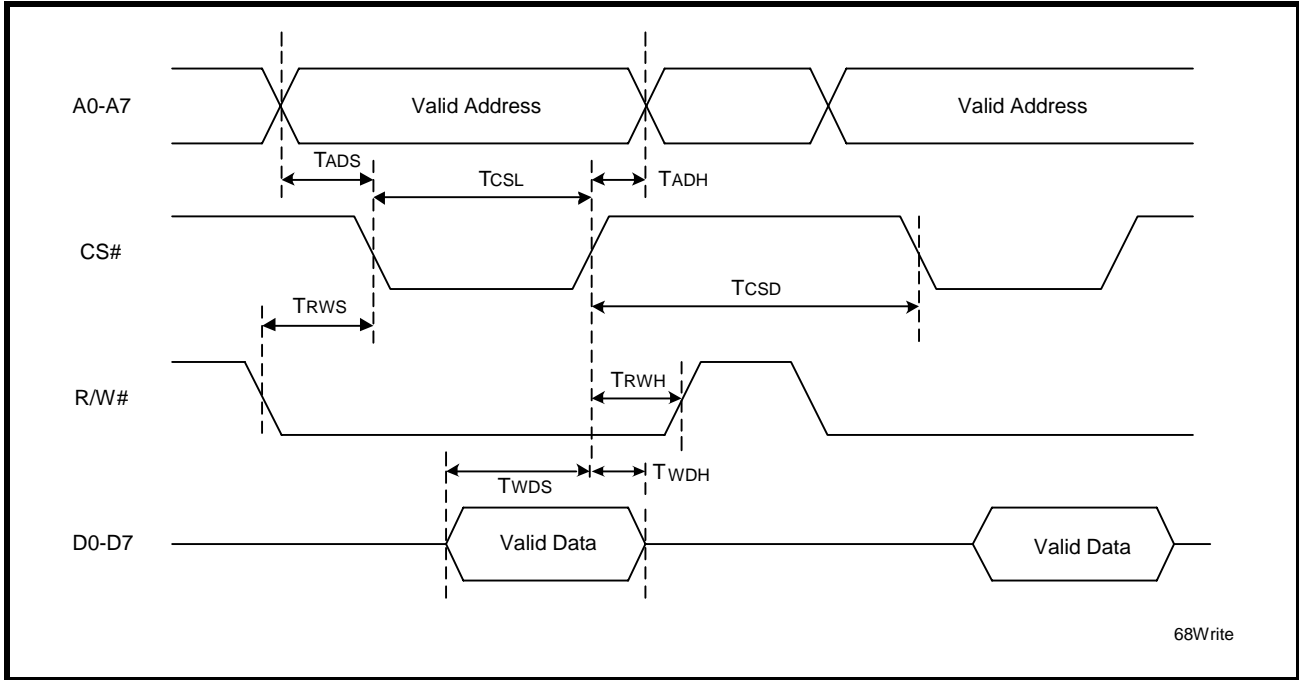 A0-A7
Valid Address
Valid Address
TADS
TCSL
TADH
CS#
TCSD
TRWS
R/W#
TRWH
TWDS
TWDH
D0-D7
Valid Data
Valid Data
68Write